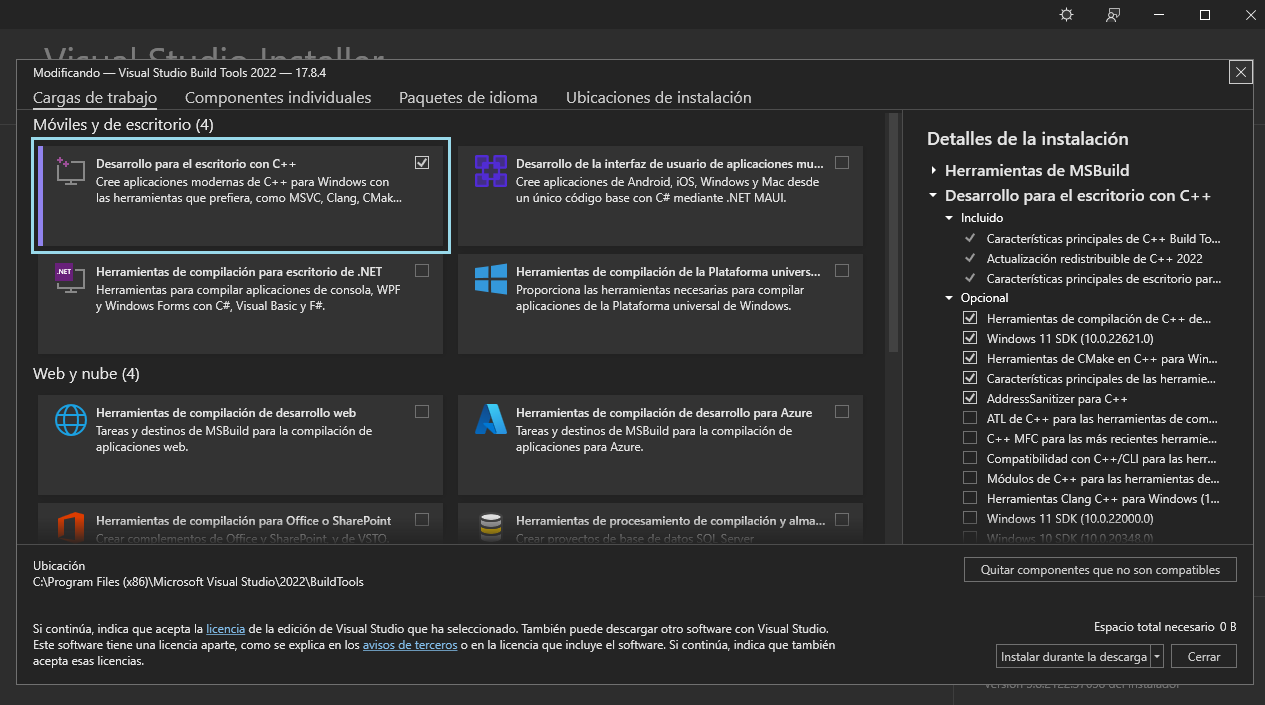 Visual Studio Installer
Modificando — Visual Studio Build Tools 2022 — 17.8.4
Cargas de trabajo Componentes individuales Paquetes de idioma Ubicaciones de instalación
Móviles y de escritorio (4)
Desarrollo para el escritorio con C++
Cree aplicaciones modernas de C++ para Windows con
las herramientas que prefiera, como MSVC, Clang, CMak...
Desarrollo de la interfaz de usuario de aplicaciones mu...
Cree aplicaciones de Android, iOS, Windows y Mac desde
un único código base con C# mediante .NET MAUI.
.NET
Herramientas de compilación para escritorio de .NET
Herramientas para compilar aplicaciones de consola, WPF
y Windows Forms con C#, Visual Basic y F#.
Herramientas de compilación de la Plataforma univers...
Proporciona las herramientas necesarias para compilar
aplicaciones de la Plataforma universal de Windows.
Web y nube (4)
Herramientas de compilación de desarrollo web
Tareas y destinos de MSBuild para la compilación de
aplicaciones web.
Herramientas de compilación de desarrollo para Azure
Tareas y destinos de MSBuild para la compilación de
aplicaciones para Azure.
Herramientas de compilación para Office o SharePoint
Crear complementos de Office y SharePoint, y de VSTO.
Herramientas de procesamiento de compilación y alma...
Crear proyectos de base de datos SQL Server
Detalles de la instalación
Herramientas de MSBuild
Desarrollo para el escritorio con C++
Incluido
Características principales de C++ Build To...
Actualización redistribuible de C++ 2022
Características principales de escritorio par...
Opcional
Herramientas de compilación de C++ de...
Windows 11 SDK (10.0.22621.0)
Herramientas de CMake en C++ para Win...
Características principales de las herramie...
AddressSanitizer para C++
ATL de C++ para las herramientas de com...
C++ MFC para las más recientes herramie...
Compatibilidad con C++/CLI para las herr...
Módulos de C++ para las herramientas de...
Herramientas Clang C++ para Windows (1...
Windows 11 SDK (10.0.22000.0)
Windows 10 SDK (10.0.20348.0)
Ubicación
C:\Program Files (x86)\Microsoft Visual Studio\2022\BuildTools
Quitar componentes que no son compatibles
Si continúa, indica que acepta la licencia de la edición de Visual Studio que ha seleccionado. También puede descargar otro software con Visual Studio.
Este software tiene una licencia aparte, como se explica en los avisos de terceros o en la licencia que incluye el software. Si continúa, indica que también
acepta esas licencias.
Espacio total necesario 0 B
Instalar durante la descarga
Cerrar